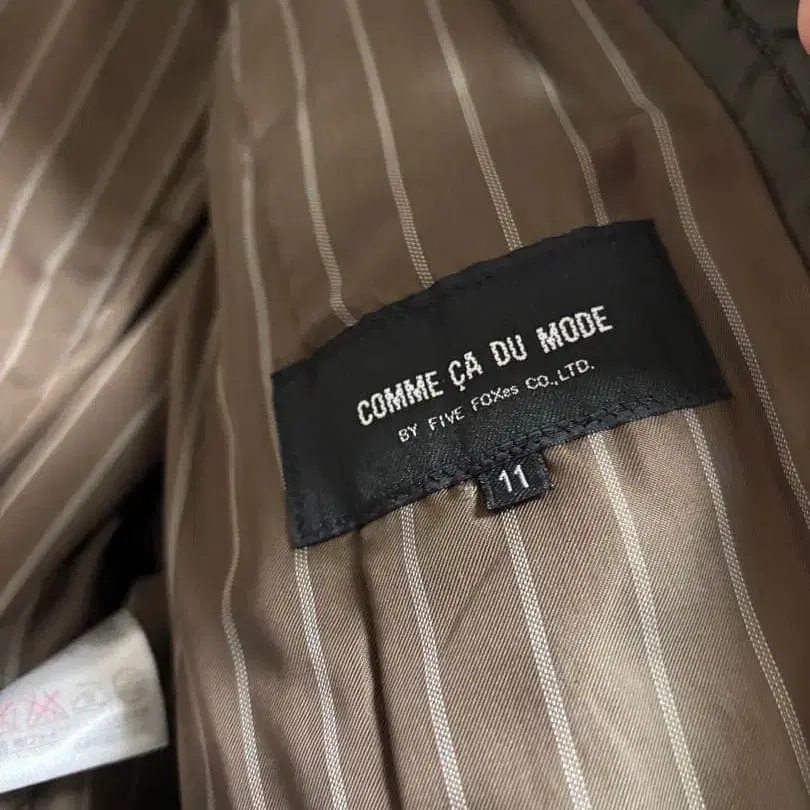 COMME ÇA DU MODE
BY FIVE FOXes CO.,LTD.
11